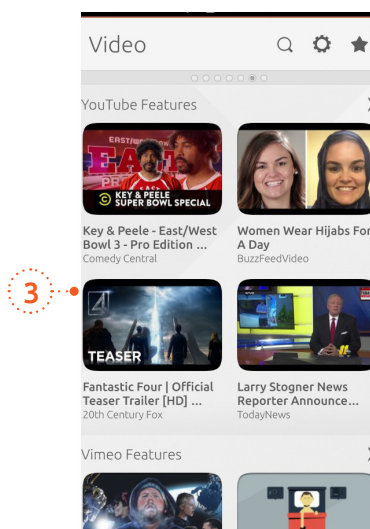 Video
YouTube Features
EAST/WEST
KEY & PEELE
SUPER BOWL SPECIAL
Key & Peele - East/West
Bowl 3 - Pro Edition ...
Comedy Central
Women Wear Hijabs For
A Day
BuzzFeedVideo
3
TEASER
Fantastic Four | Official
Teaser Trailer [HD] ...
20th Century Fox
Larry Stogner News
Reporter Announce...
TodayNews
Vimeo Features